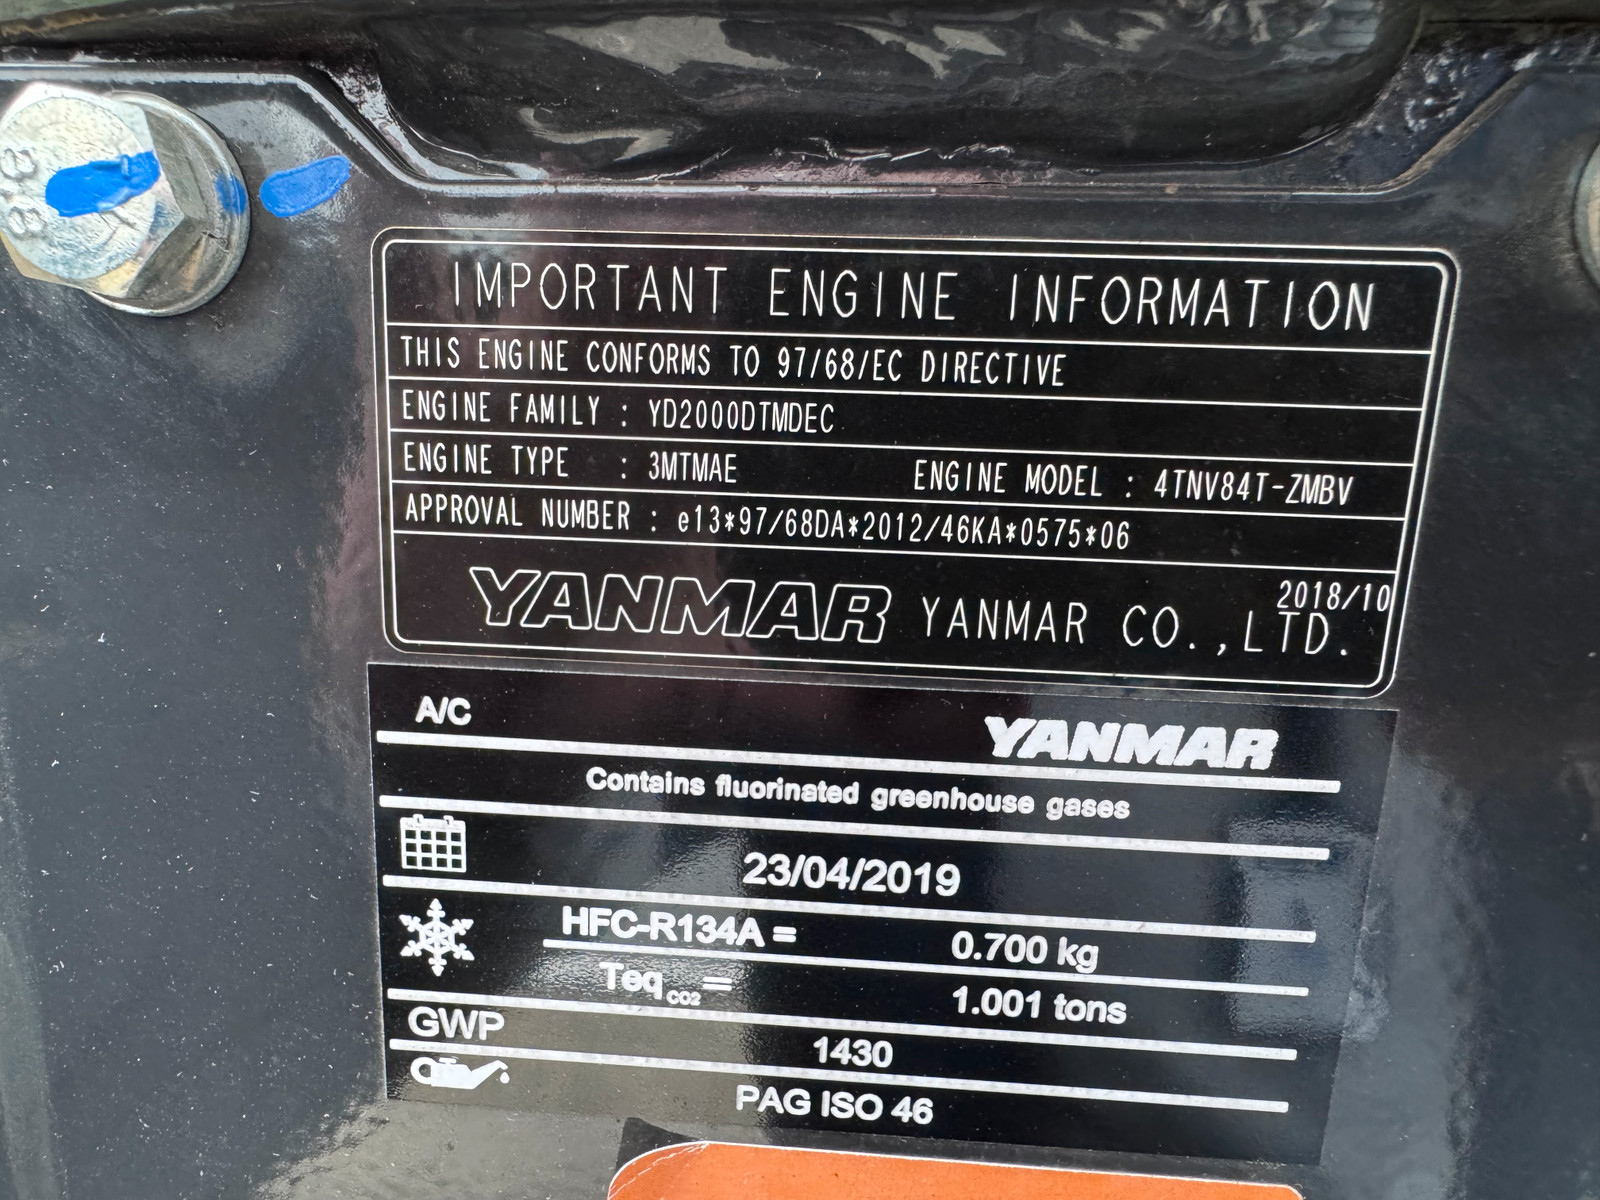 8.8
IMPORTANT ENGINE INFORMATION
THIS ENGINE CONFORMS TO 97/68/EC DIRECTIVE
ENGINE FAMILY : YD2000DTMDEC
ENGINE TYPE : 3MTMAE ENGINE MODEL : 4TNV84T-ZMBV
APPROVAL NUMBER : e13*97/68DA*2012/46KA*0575*06
2018/10
YANMAR YANMAR CO.,LTD.
A/C YANMAR
Contains fluorinated greenhouse gases
23/04/2019
HFC-R134A = 0.700 kg
Teq CO2 = 1.001 tons
GWP 1430
PAG ISO 46